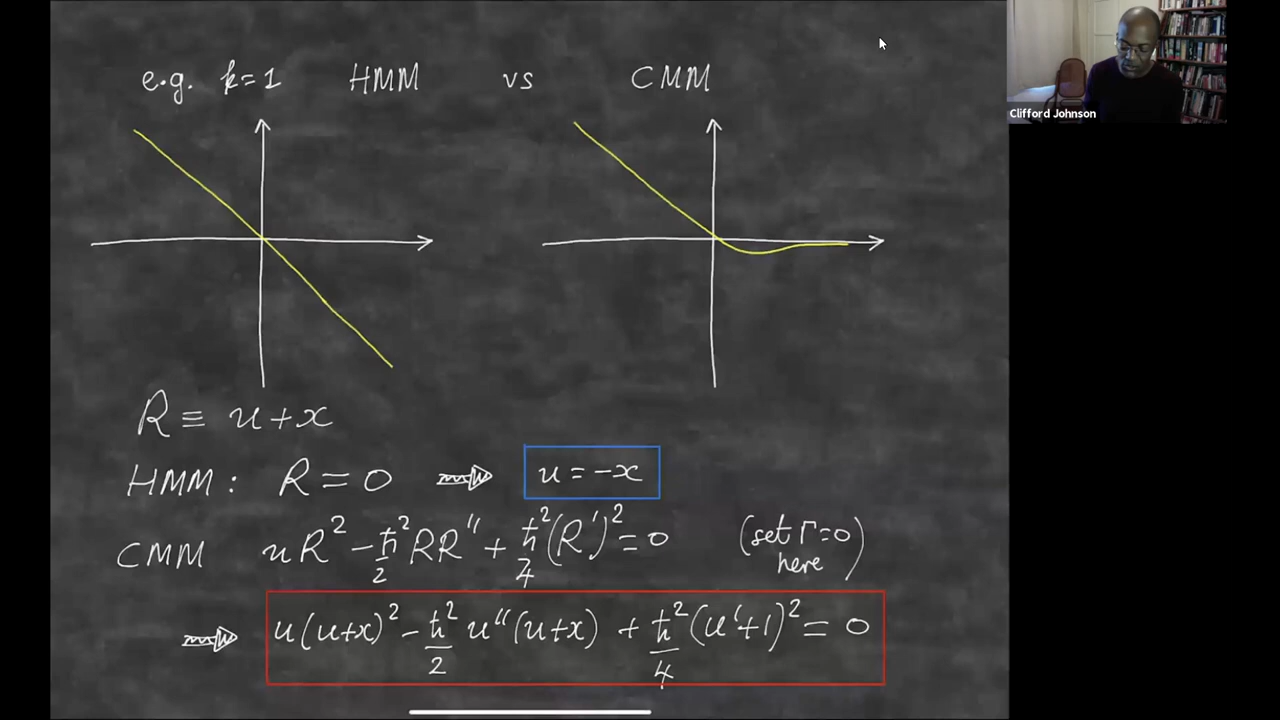 e.g. k=1 HMM vs CMM
Clifford Johnson
R ≡ u+x
HMM: R = 0 ⟹ u = -x
CMM uR² - ħ²/2 RR'' + ħ²/4 (R')² = 0 (set Γ=0 here)
⟹ u(u+x)² - ħ²/2 u''(u+x) + ħ²/4 (u'+1)² = 0